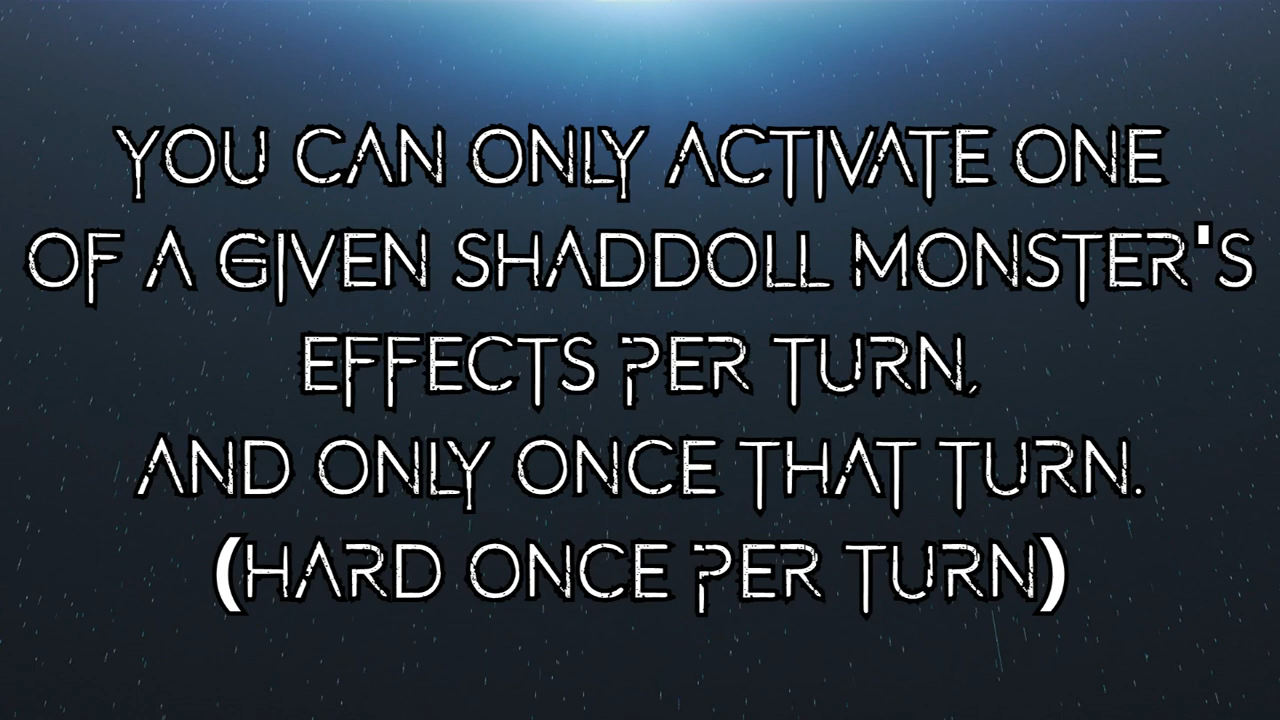 YOU CAN ONLY ACTIVATE ONE
OF A GIVEN SHADDOLL MONSTER'S
EFFECTS PER TURN,
AND ONLY ONCE THAT TURN.
(HARD ONCE PER TURN)